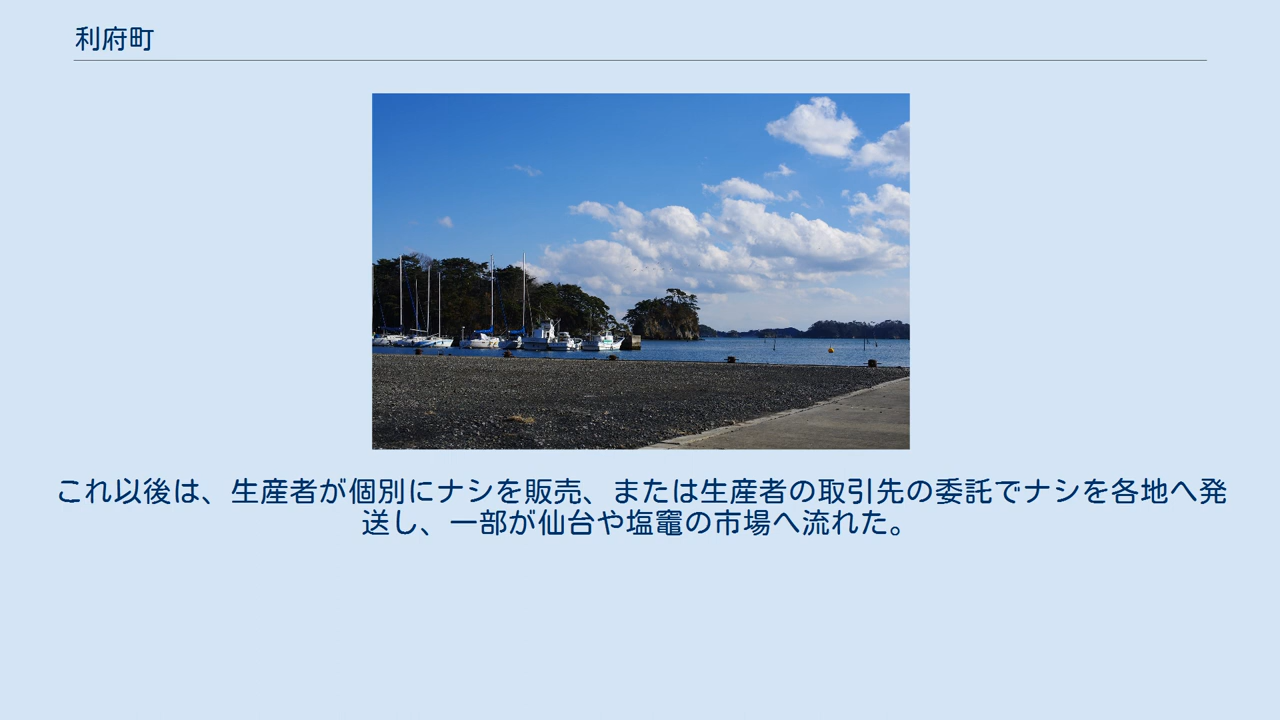 利府町
これ以後は、生産者が個別にナシを販売、または生産者の取引先の委託でナシを各地へ発
送し、一部が仙台や塩竈の市場へ流れた。